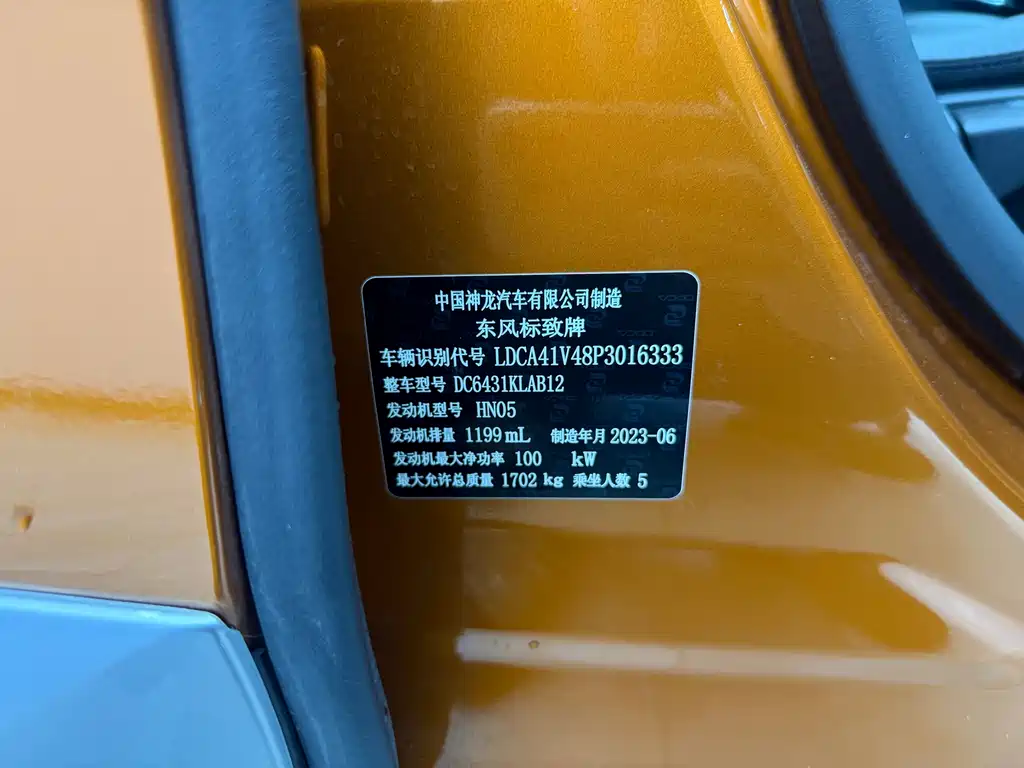 中国神龙汽车有限公司制造
东风标致牌
车辆识别代号 LDCA41V48P3016333
整车型号 DC6431KLAB12
发动机型号 HN05
发动机排量 1199 mL 制造年月 2023-06
发动机最大净功率 100 kW
最大允许总质量 1702 kg 乘坐人数 5